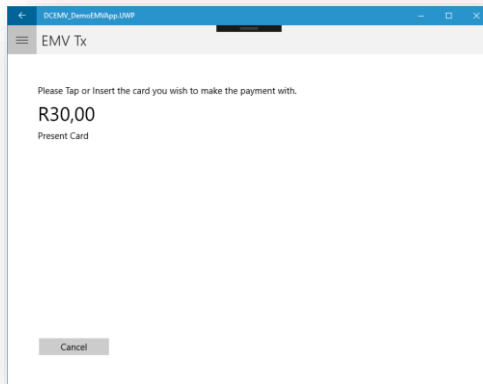 DCEMV_DemoEMVApp.UWP
EMV Tx
Please Tap or Insert the card you wish to make the payment with.
R30,00
Present Card
Cancel